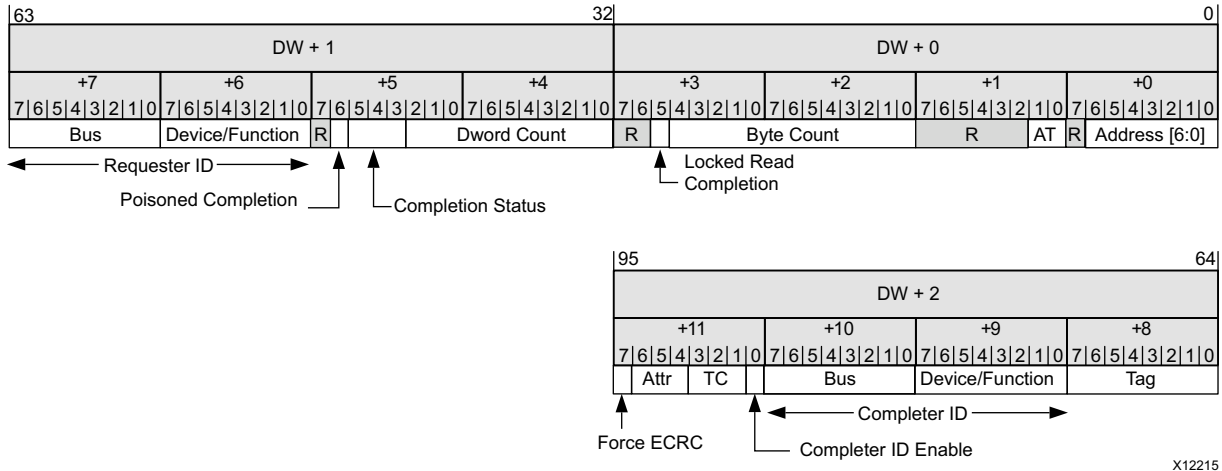 63 32 0
DW + 1 DW + 0
+7 +6 +5 +4 +3 +2 +1 +0
7 6 5 4 3 2 1 0 7 6 5 4 3 2 1 0 7 6 5 4 3 2 1 0 7 6 5 4 3 2 1 0 7 6 5 4 3 2 1 0 7 6 5 4 3 2 1 0 7 6 5 4 3 2 1 0 7 6 5 4 3 2 1 0
Bus Device/Function R Dword Count R Byte Count R AT R Address [6:0]
Requester ID
Locked Read
Completion
Poisoned Completion
Completion Status
95 64
DW + 2
+11 +10 +9 +8
7 6 5 4 3 2 1 0 7 6 5 4 3 2 1 0 7 6 5 4 3 2 1 0 7 6 5 4 3 2 1 0
Attr TC Bus Device/Function Tag
Completer ID
Force ECRC
Completer ID Enable
X12215